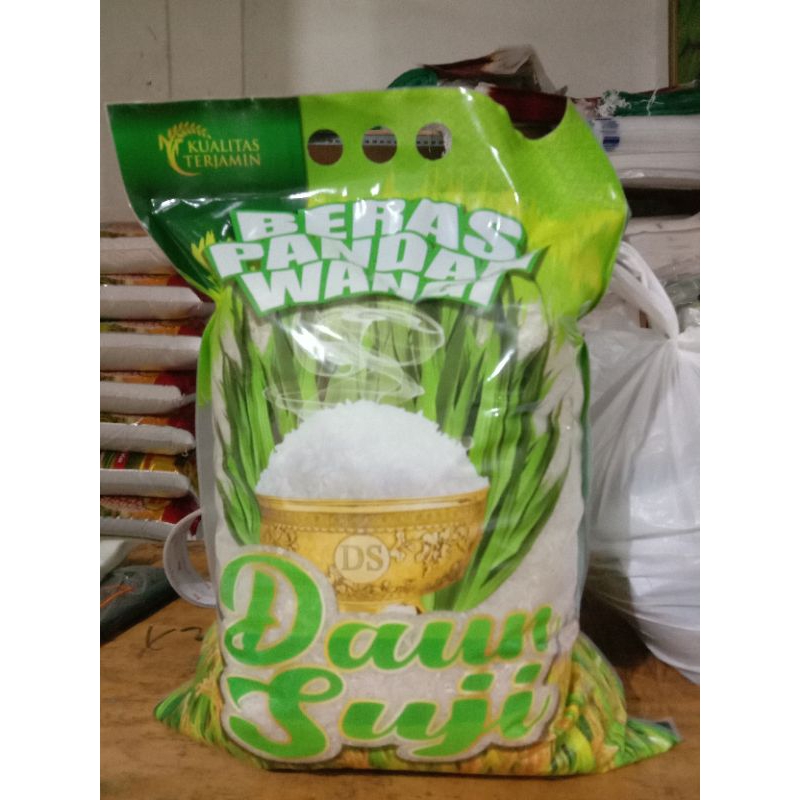 KUALITAS
TERJAMIN
BERAS
PANDAN
WANGI
DS
Daun
Suji